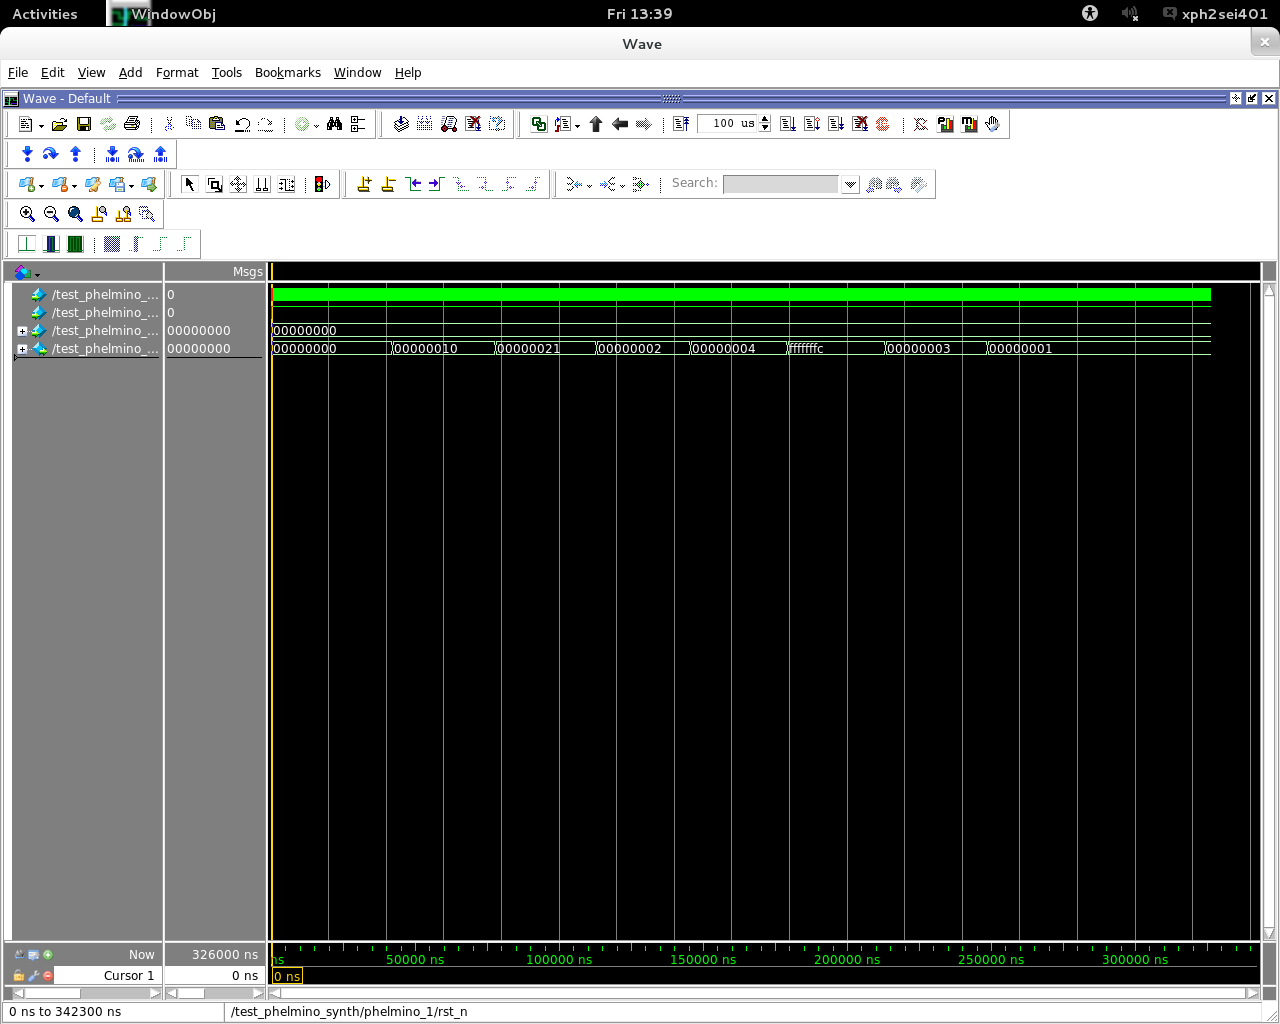 Activities WindowObj Fri 13:39 xph2sei401
Wave
File Edit View Add Format Tools Bookmarks Window Help
Wave - Default
100 us
Search:
Msgs
/test_phelmino_... 0
/test_phelmino_... 0
/test_phelmino_... 00000000 00000000
/test_phelmino_... 00000000 00000000 00000010 00000021 00000002 00000004 fffffffc 00000003 00000001
Now 326000 ns ns 50000 ns 100000 ns 150000 ns 200000 ns 250000 ns 300000 ns
Cursor 1 0 ns 0 ns
0 ns to 342300 ns /test_phelmino_synth/phelmino_1/rst_n